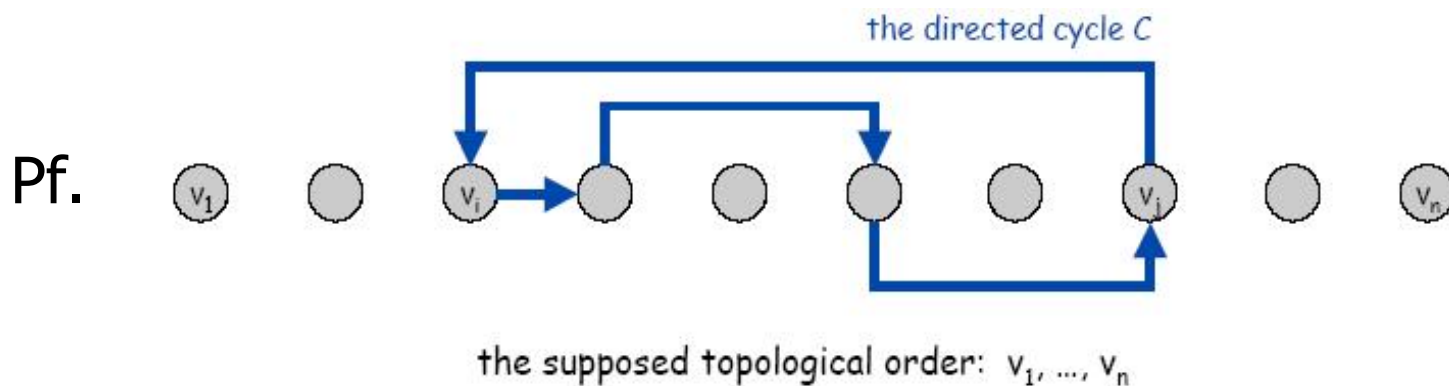 the directed cycle C
Pf. v₁ vᵢ vⱼ vₙ
the supposed topological order: v₁, ..., vₙ